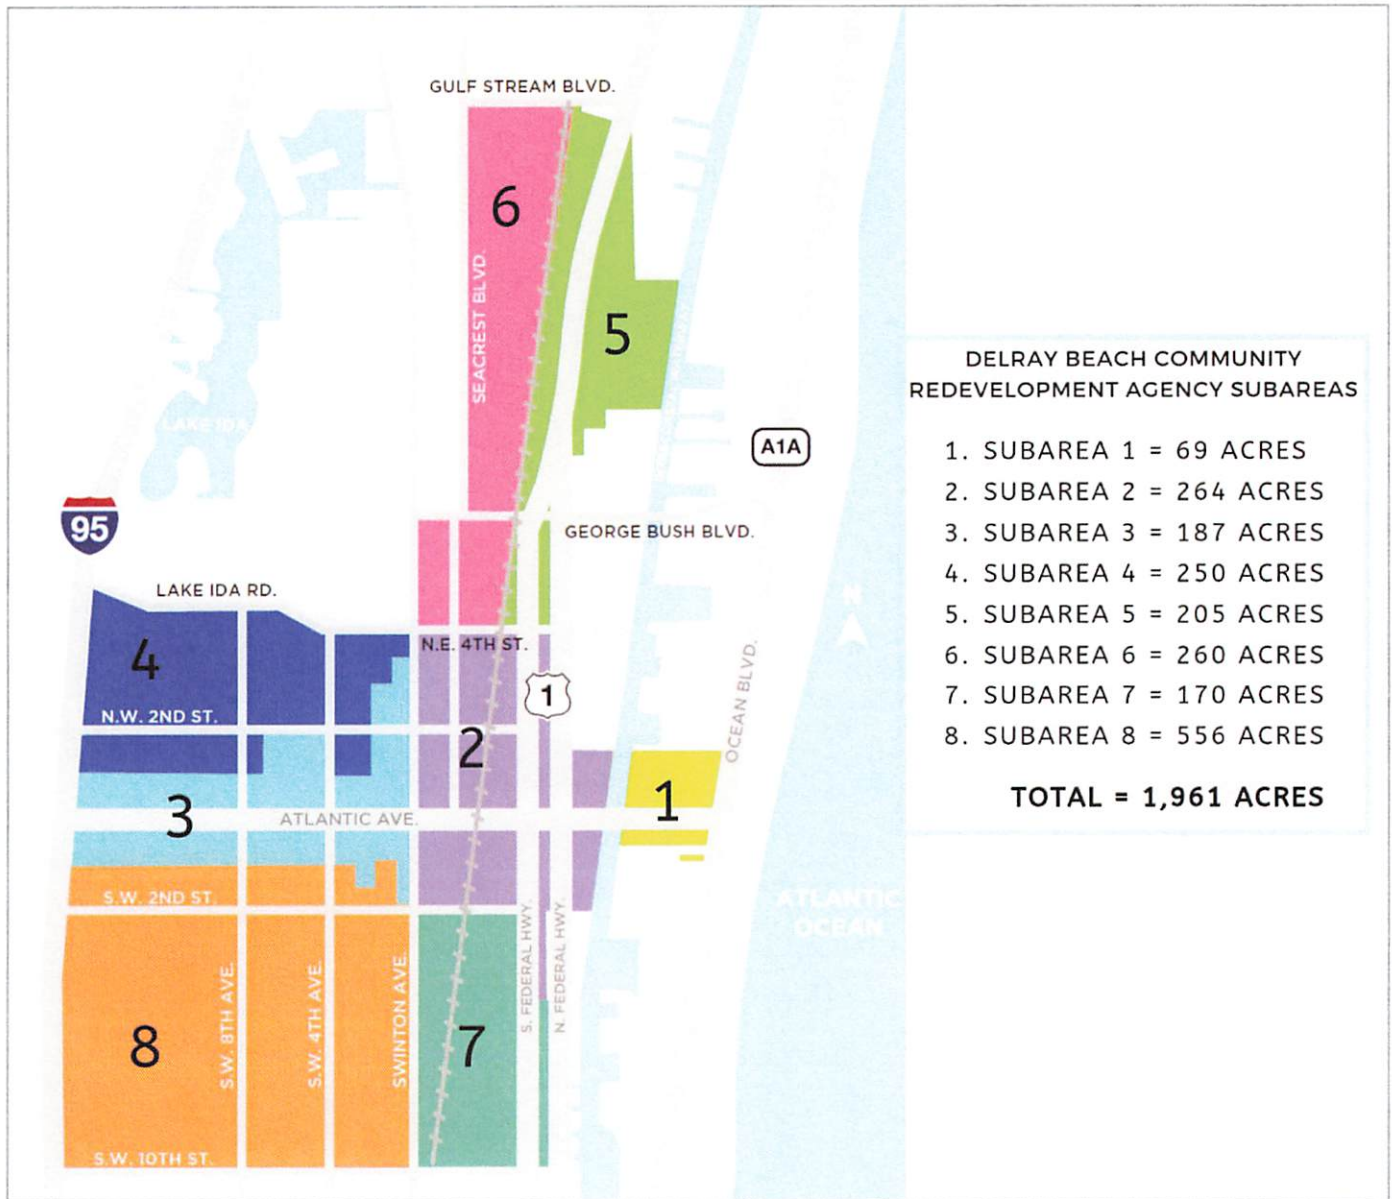 GULF STREAM BLVD.
6
SEACREST BLVD.
5
LAKE IDA
A1A
95
GEORGE BUSH BLVD.
LAKE IDA RD.
4
N.E. 4TH ST.
1
N.W. 2ND ST.
2
OCEAN BLVD.
N
3
ATLANTIC AVE.
1
S.W. 2ND ST.
ATLANTIC
OCEAN
8
S.W. 8TH AVE.
S.W. 4TH AVE.
SWINTON AVE.
7
S. FEDERAL HWY.
N. FEDERAL HWY.
S.W. 10TH ST.
DELRAY BEACH COMMUNITY
REDEVELOPMENT AGENCY SUBAREAS
1. SUBAREA 1 = 69 ACRES
2. SUBAREA 2 = 264 ACRES
3. SUBAREA 3 = 187 ACRES
4. SUBAREA 4 = 250 ACRES
5. SUBAREA 5 = 205 ACRES
6. SUBAREA 6 = 260 ACRES
7. SUBAREA 7 = 170 ACRES
8. SUBAREA 8 = 556 ACRES
TOTAL = 1,961 ACRES